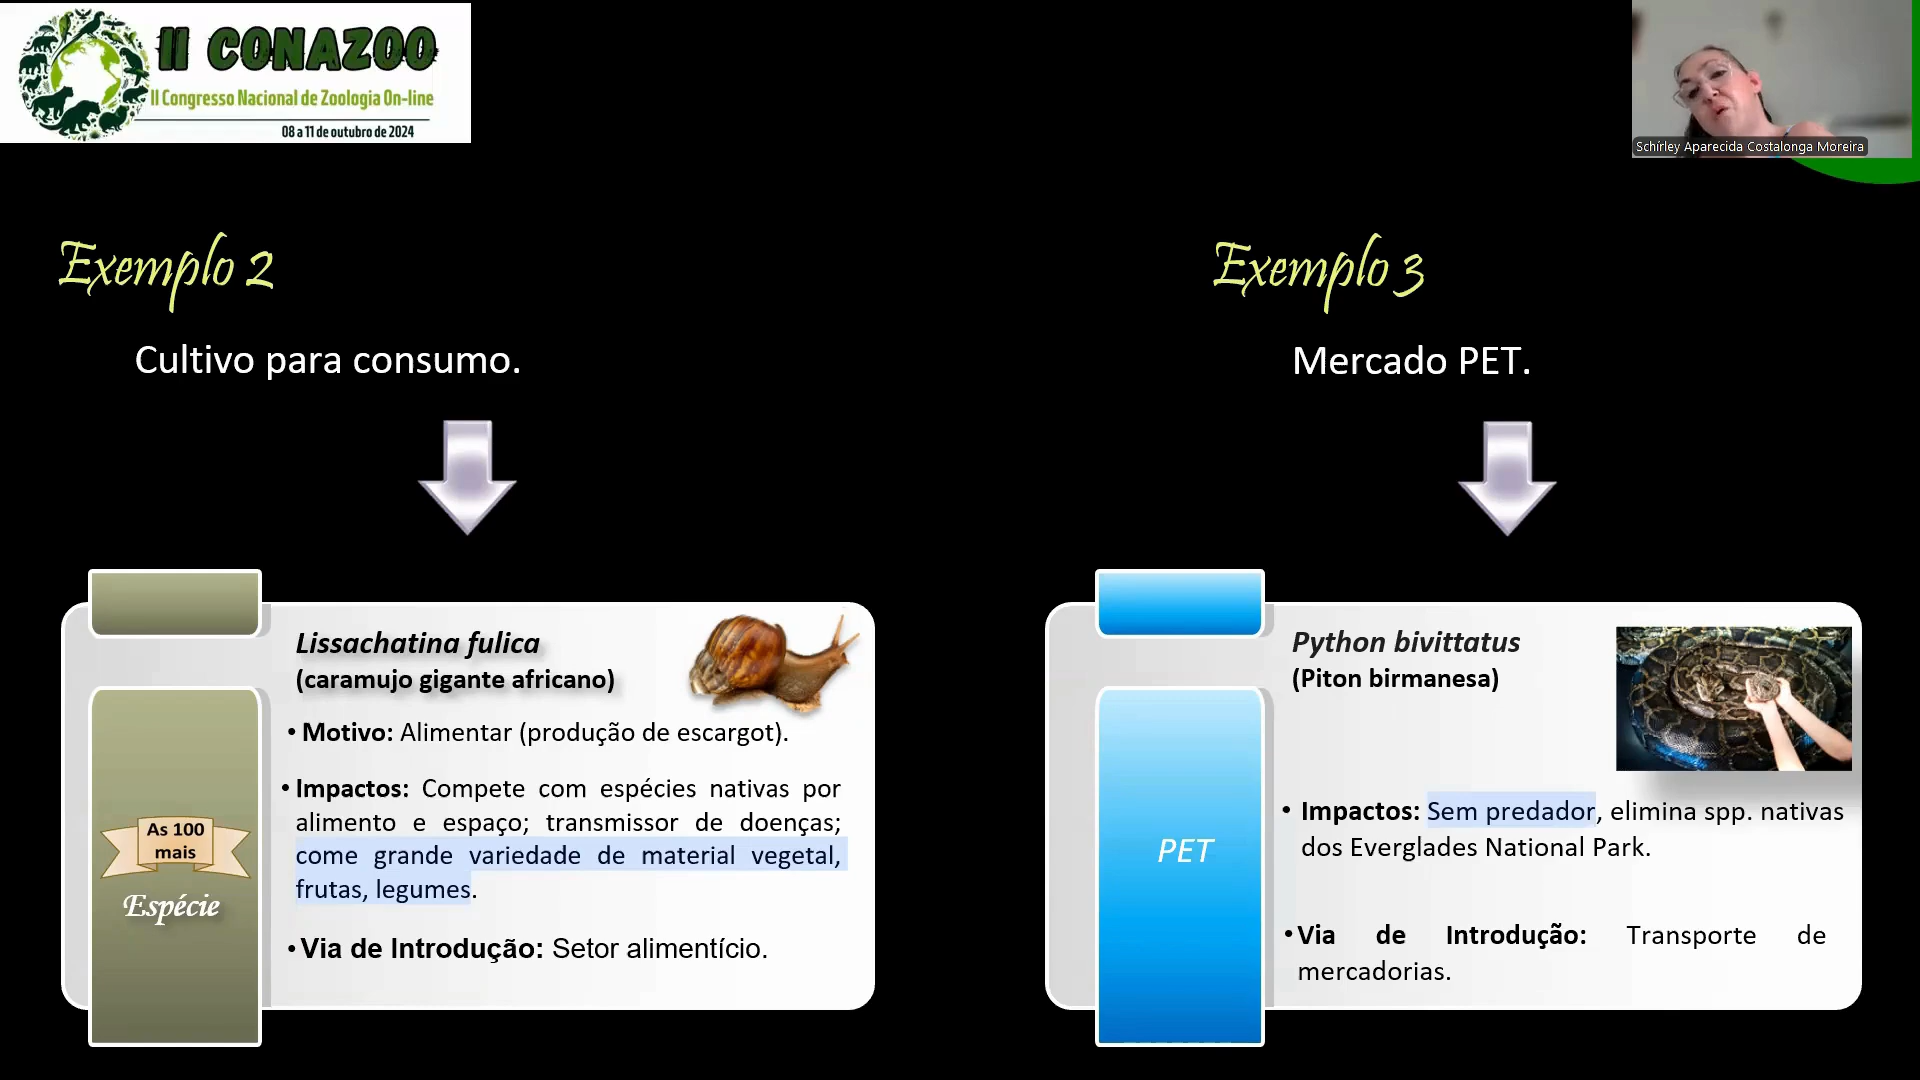 II CONAZOO
II Congresso Nacional de Zoologia On-line
08 a 11 de outubro de 2024
Schírley Aparecida Costalonga Moreira
Exemplo 2
Cultivo para consumo.
Lissachatina fulica
(caramujo gigante africano)
• Motivo: Alimentar (produção de escargot).
• Impactos: Compete com espécies nativas por
alimento e espaço; transmissor de doenças;
come grande variedade de material vegetal,
frutas, legumes.
• Via de Introdução: Setor alimentício.
As 100
mais
Espécie
Exemplo 3
Mercado PET.
Python bivittatus
(Piton birmanesa)
• Impactos: Sem predador, elimina spp. nativas
dos Everglades National Park.
• Via de Introdução: Transporte de
mercadorias.
PET